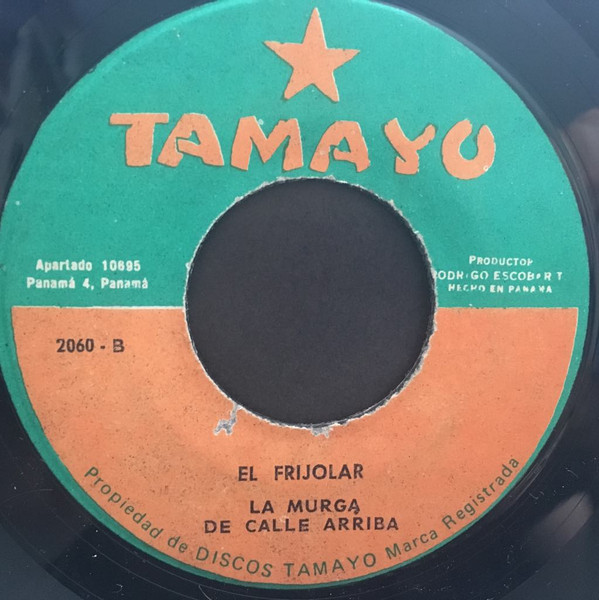 TAMAYO
Apartado 10695
Panamá 4, Panamá
PRODUCTOR
RODRIGO ESCOBAR T
HECHO EN PANAMA
2060 - B
EL FRIJOLAR
LA MURGA
DE CALLE ARRIBA
Propiedad de DISCOS TAMAYO Marca Registrada